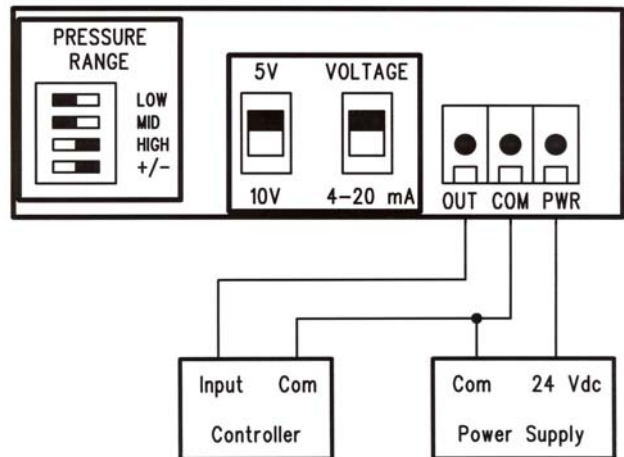 PRESSURE
RANGE
LOW
MID
HIGH
+/-
5V VOLTAGE
10V 4-20 mA
OUT COM PWR
Input Com
Controller
Com 24 Vdc
Power Supply